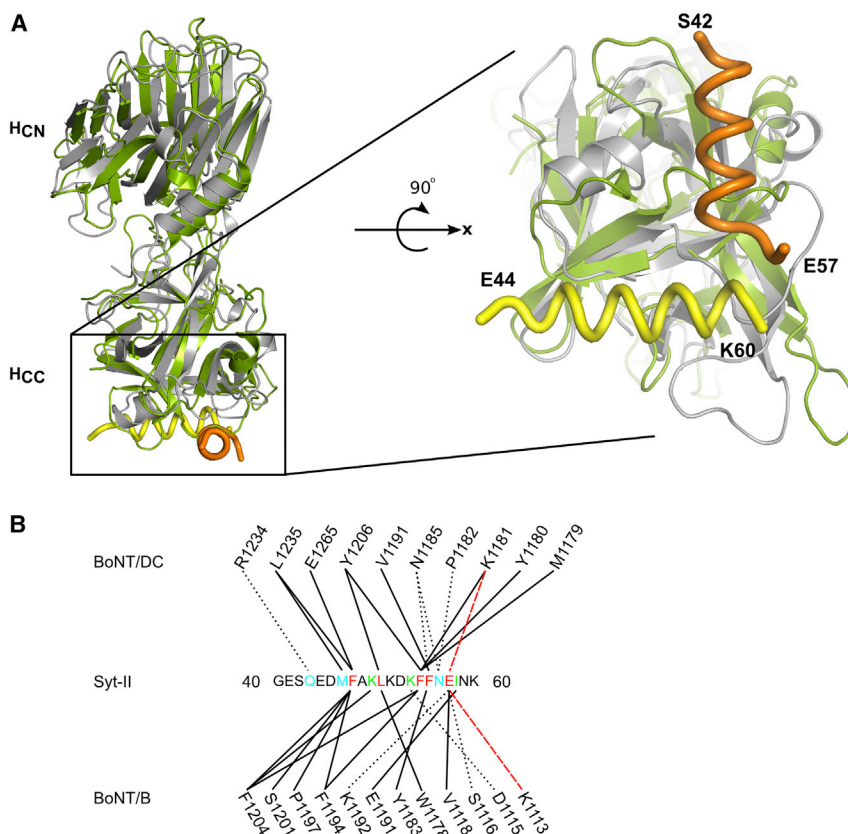 A
HCN
HCC
90°
x
S42
E57
E44
K60
B
BoNT/DC
R1234 L1235 E1265 Y1206 V1191 N1185 P1182 K1181 Y1180 M1179
Syt-II 40 GESQEDMFAKLKDKFFNEINK 60
BoNT/B
F1204 S1201 P1197 F1194 K1192 E1191 Y1183 W1178 V1118 S1116 D1115 K1113